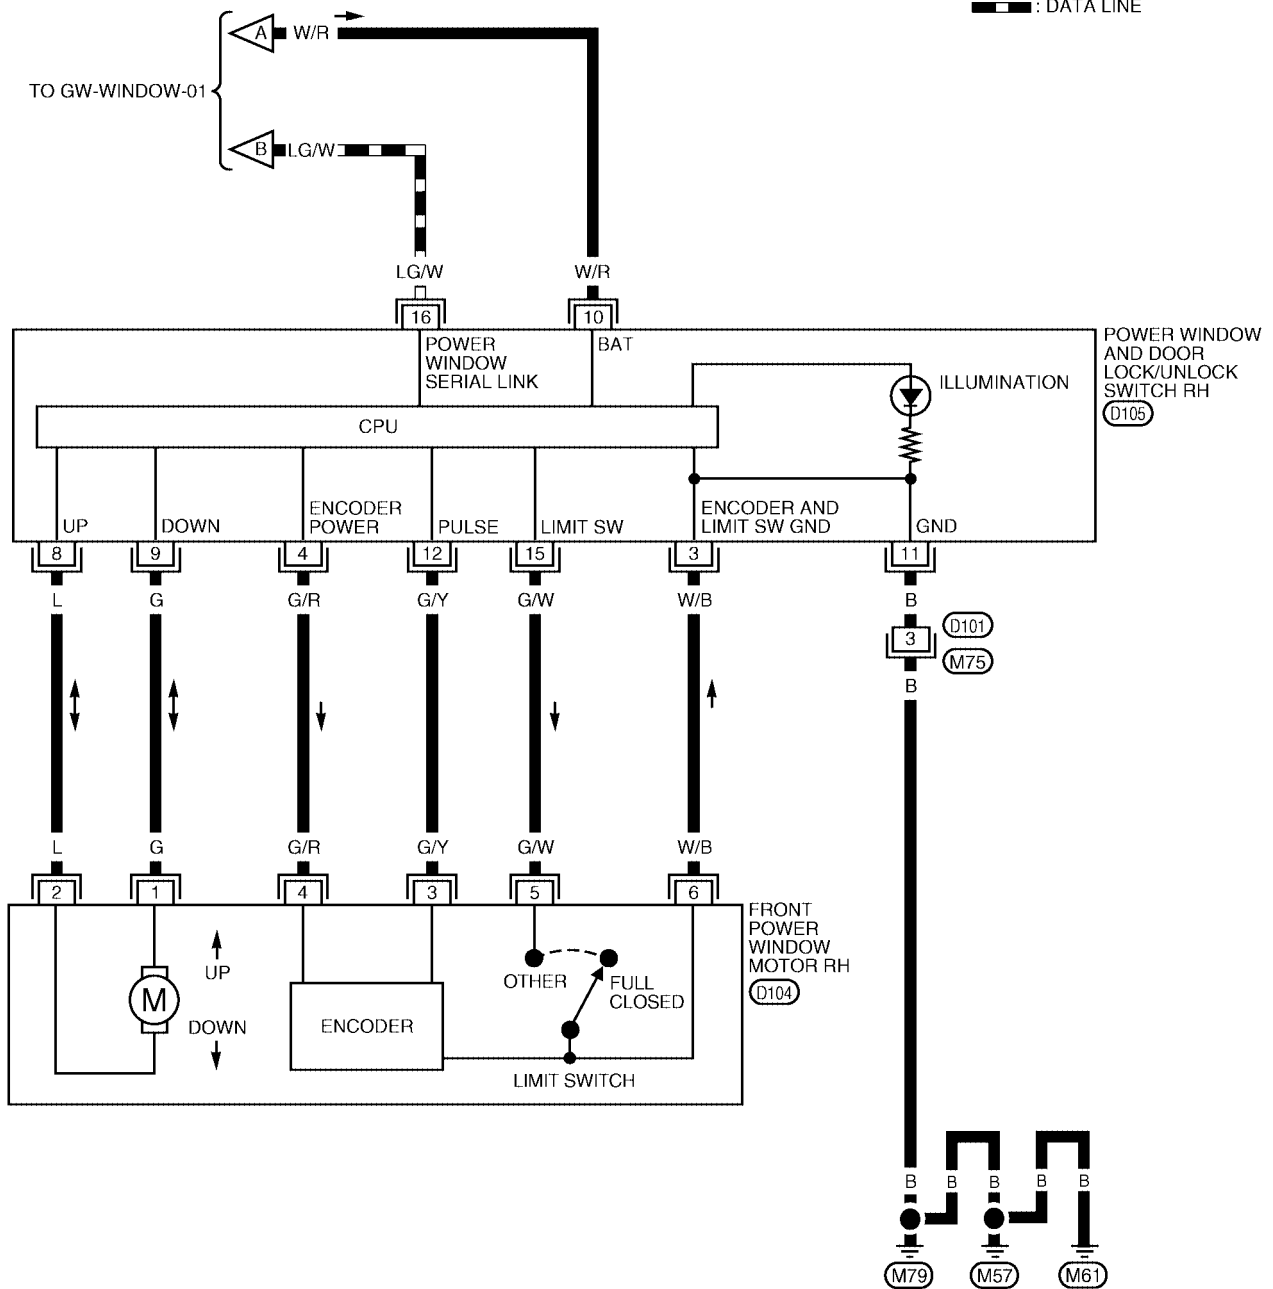 : DATA LINE
A W/R
TO GW-WINDOW-01
B LG/W
LG/W W/R
16 10
POWER
WINDOW
SERIAL LINK
BAT
ILLUMINATION
POWER WINDOW
AND DOOR
LOCK/UNLOCK
SWITCH RH
D105
CPU
UP
DOWN
ENCODER
POWER
PULSE
LIMIT SW
ENCODER AND
LIMIT SW GND
GND
8 9 4 12 15 3 11
L G G/R G/Y G/W W/B B
3
D101
M75
B
L G G/R G/Y G/W W/B
2 1 4 3 5 6
FRONT
POWER
WINDOW
MOTOR RH
D104
UP
M
DOWN
ENCODER
OTHER
FULL
CLOSED
LIMIT SWITCH
B B B B B
M79 M57 M61